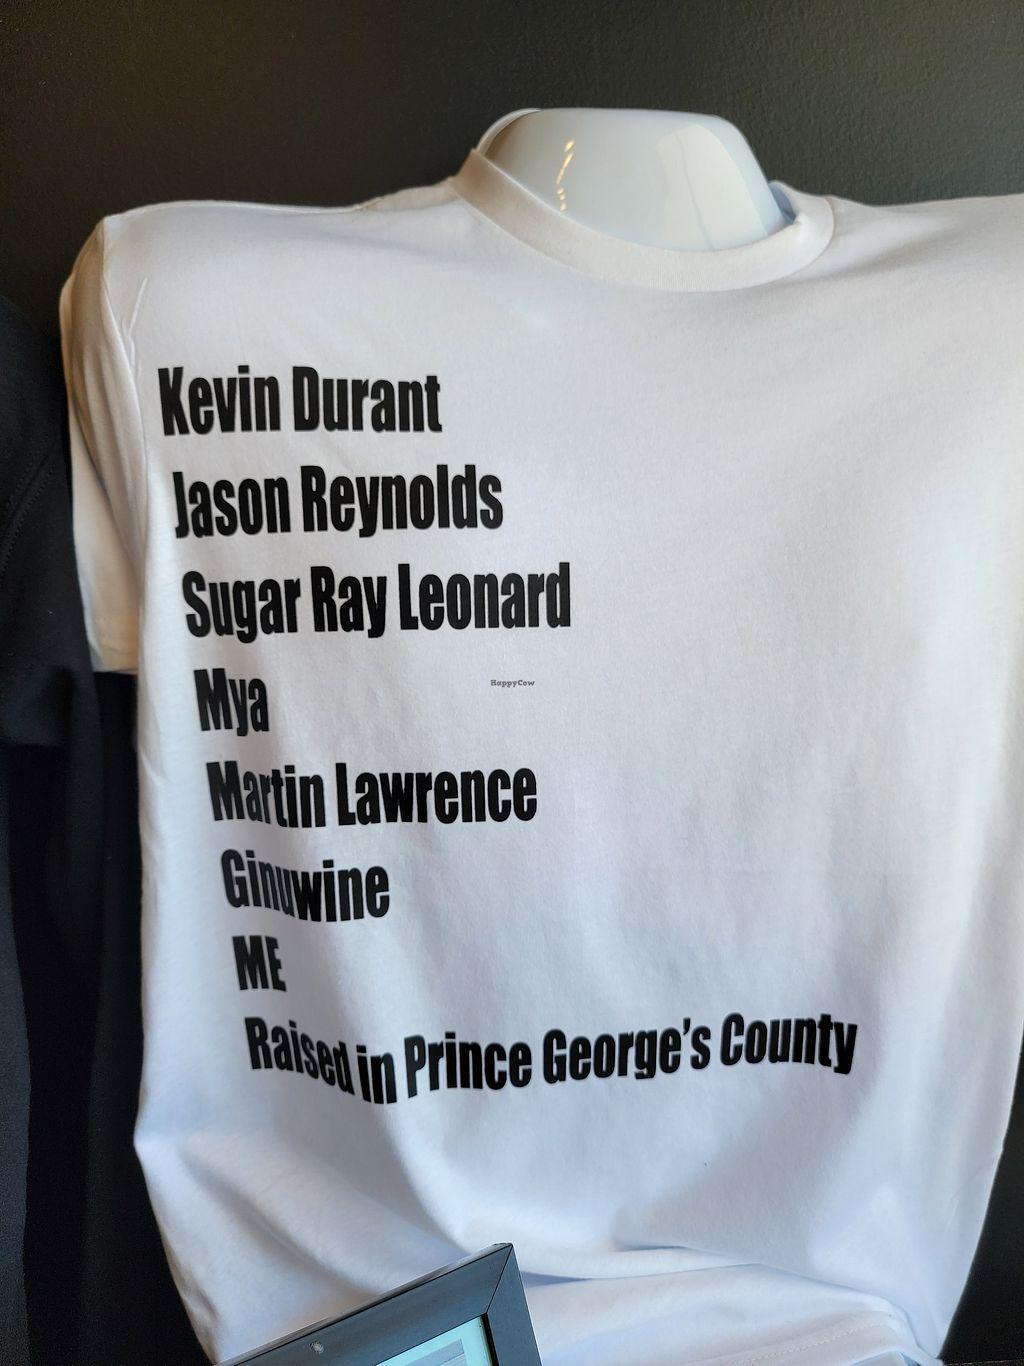 Kevin Durant
Jason Reynolds
Sugar Ray Leonard
Mya
HappyCow
Martin Lawrence
Ginuwine
ME
Raised in Prince George's County